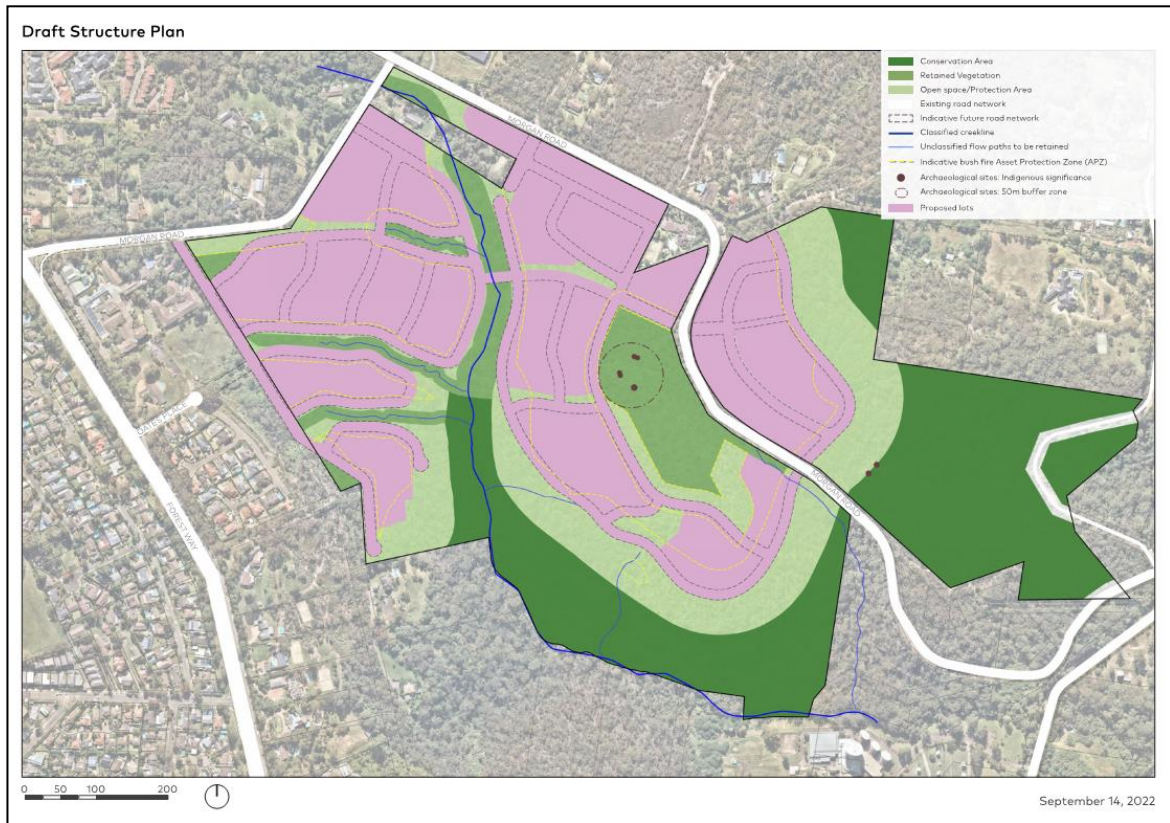 Draft Structure Plan
Conservation Area
Retained Vegetation
Open space/Protection Area
Existing road network
Indicative future road network
Classified creekline
Unclassified flow paths to be retained
Indicative bush fire Asset Protection Zone (APZ)
Archaeological sites: Indigenous significance
Archaeological sites: 50m buffer zone
Proposed lots
MORGAN ROAD
MORGAN ROAD
OATES PLACE
MORGAN ROAD
FOREST WAY
0 50 100 200
September 14, 2022